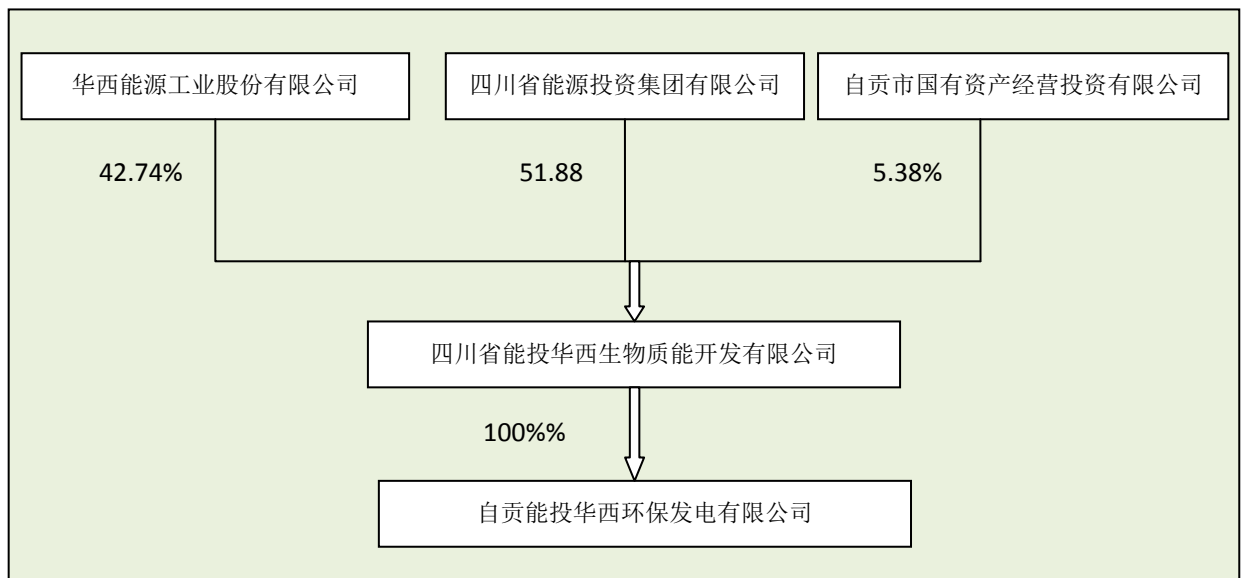 华西能源工业股份有限公司
四川省能源投资集团有限公司
自贡市国有资产经营投资有限公司
42.74%
51.88
5.38%
四川省能投华西生物质能开发有限公司
100%%
自贡能投华西环保发电有限公司